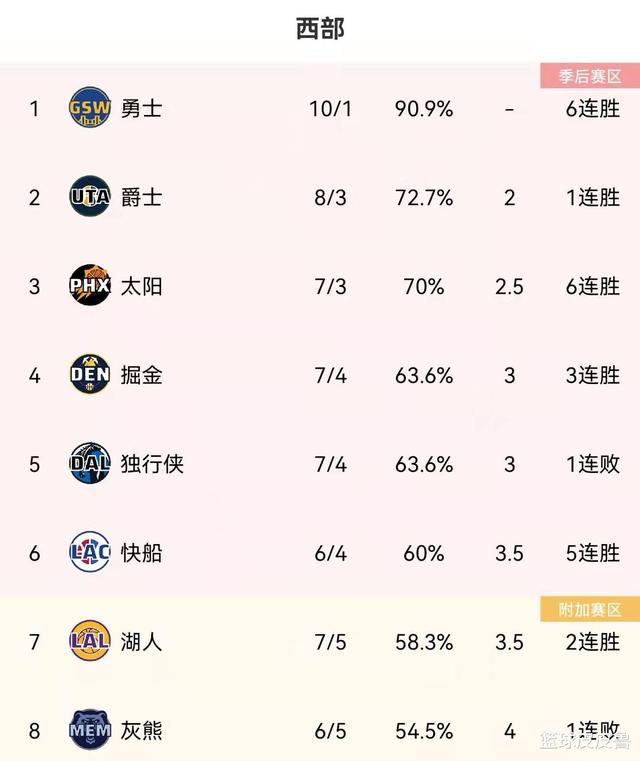 西部
季后赛区
1 GSW 勇士 10/1 90.9% - 6连胜
2 UTA 爵士 8/3 72.7% 2 1连胜
3 PHX 太阳 7/3 70% 2.5 6连胜
4 DEN 掘金 7/4 63.6% 3 3连胜
5 DAL 独行侠 7/4 63.6% 3 1连败
6 LAC 快船 6/4 60% 3.5 5连胜
附加赛区
7 LAL 湖人 7/5 58.3% 3.5 2连胜
8 MEM 灰熊 6/5 54.5% 4 1连败
篮球皮皮鲁